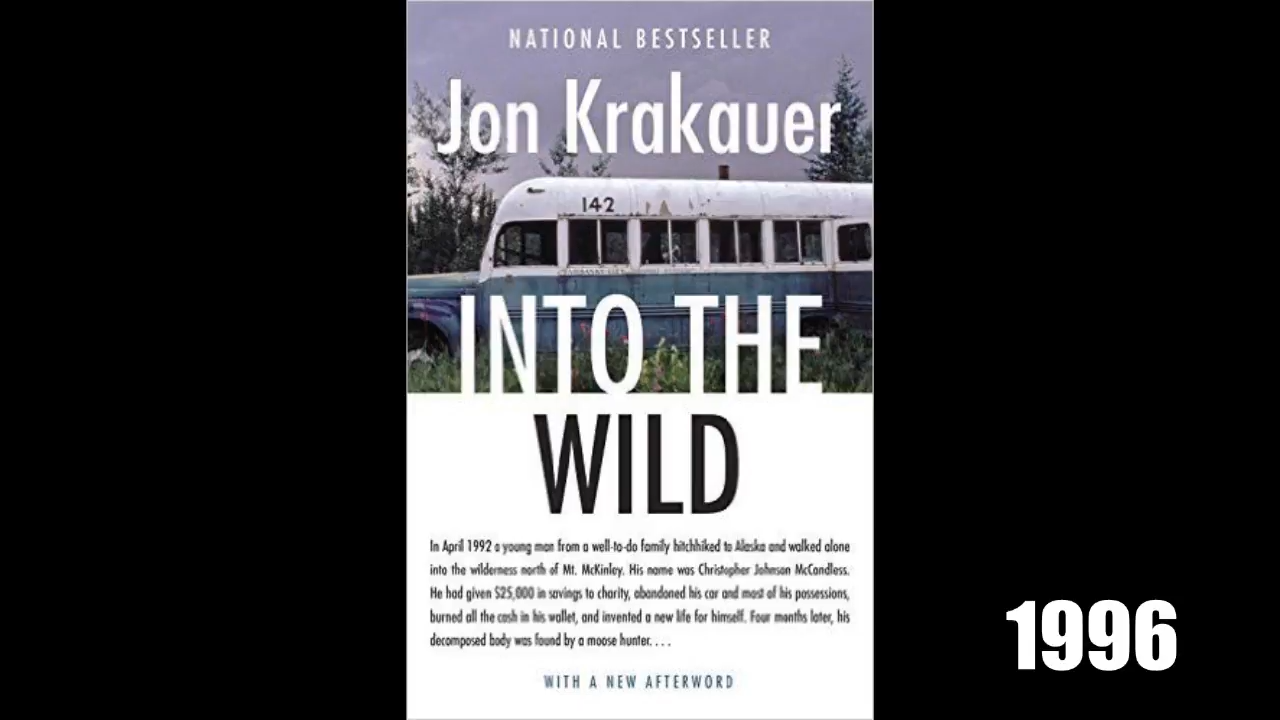 NATIONAL BESTSELLER
Jon Krakauer
142
INTO THE
WILD
In April 1992 a young man from a well-to-do family hitchhiked to Alaska and walked alone
into the wilderness north of Mt. McKinley. His name was Christopher Johnson McCandless.
He had given $25,000 in savings to charity, abandoned his car and most of his possessions,
burned all the cash in his wallet, and invented a new life for himself. Four months later, his
decomposed body was found by a moose hunter. . . .
WITH A NEW AFTERWORD
1996